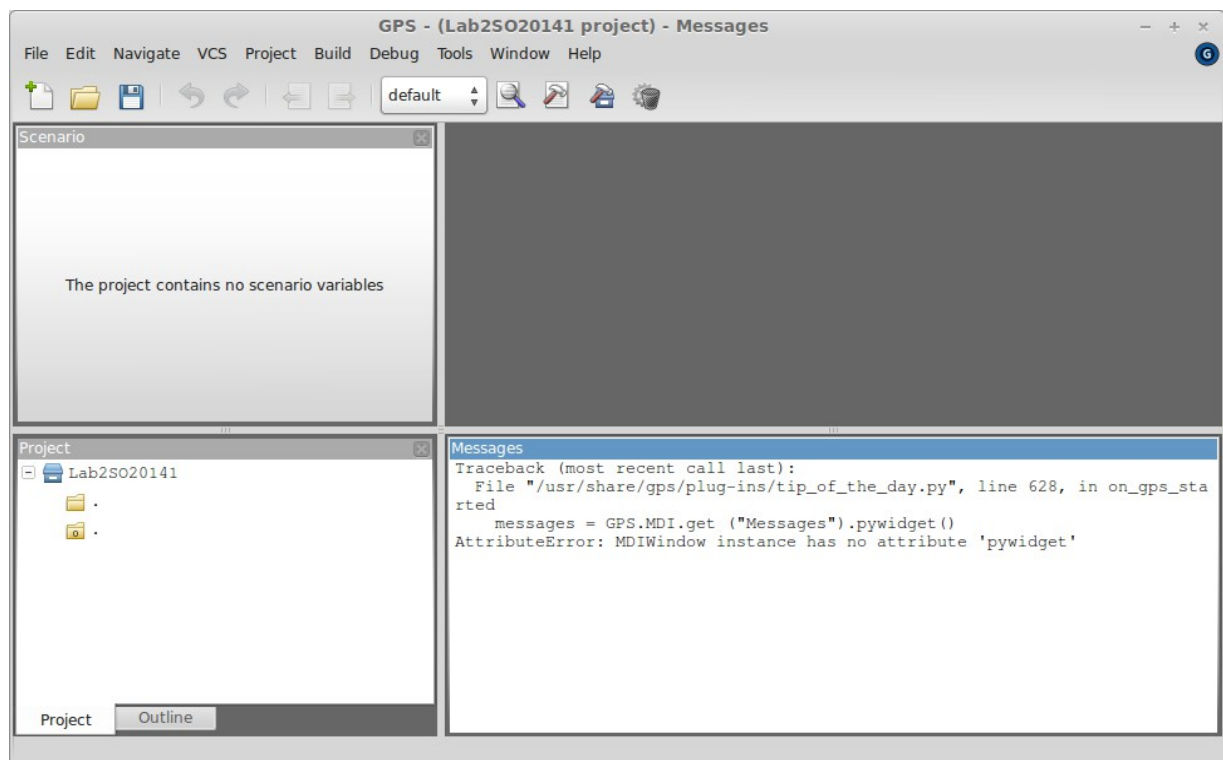 GPS - (Lab2SO20141 project) - Messages
File Edit Navigate VCS Project Build Debug Tools Window Help
G
default
Scenario
The project contains no scenario variables
Project
Lab2SO20141
.
.
Project Outline
Messages
Traceback (most recent call last):
  File "/usr/share/gps/plug-ins/tip_of_the_day.py", line 628, in on_gps_sta
rted
    messages = GPS.MDI.get ("Messages").pywidget()
AttributeError: MDIWindow instance has no attribute 'pywidget'